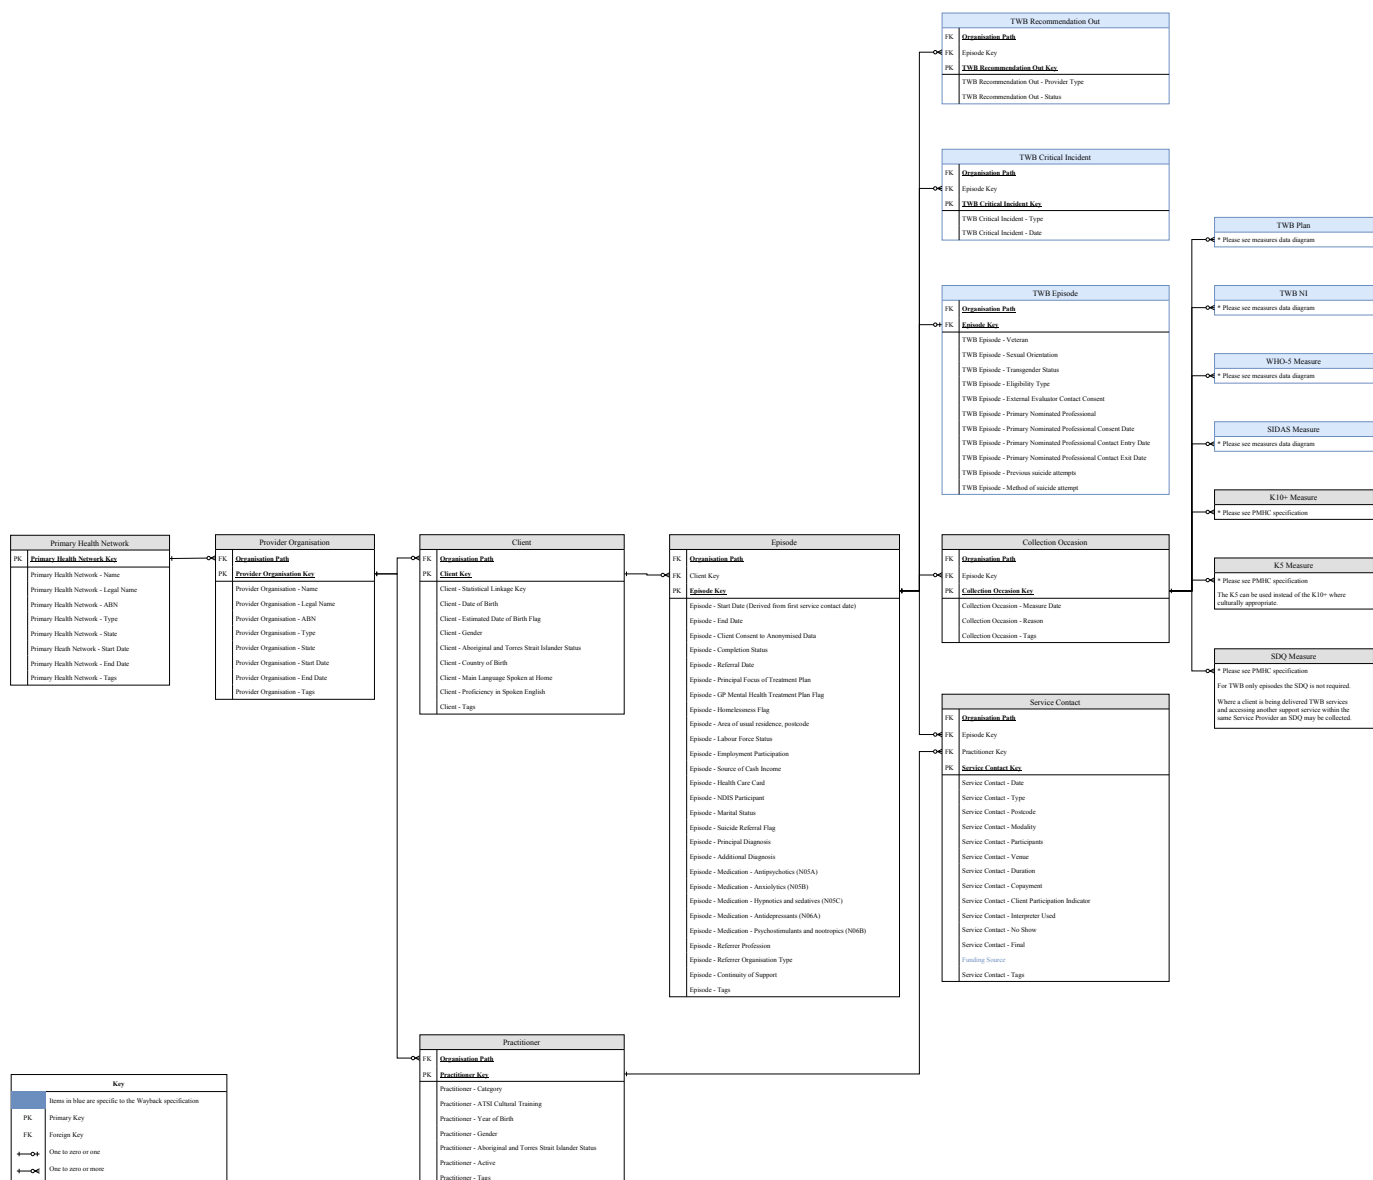 TWB Recommendation Out
FK Organisation Path
FK Episode Key
PK TWB Recommendation Out Key
TWB Recommendation Out - Provider Type
TWB Recommendation Out - Status
TWB Critical Incident
FK Organisation Path
FK Episode Key
PK TWB Critical Incident Key
TWB Critical Incident - Type
TWB Critical Incident - Date
TWB Plan
* Please see measures data diagram
TWB NI
* Please see measures data diagram
WHO-5 Measure
* Please see measures data diagram
SIDAS Measure
* Please see measures data diagram
K10+ Measure
* Please see PMHC specification
K5 Measure
* Please see PMHC specification
The K5 can be used instead of the K10+ where
culturally appropriate.
SDQ Measure
* Please see PMHC specification
For TWB only episodes the SDQ is not required.
Where a client is being delivered TWB services
and accessing another support service within the
same Service Provider an SDQ may be collected.
TWB Episode
FK Organisation Path
FK Episode Key
TWB Episode - Veteran
TWB Episode - Sexual Orientation
TWB Episode - Transgender Status
TWB Episode - Eligibility Type
TWB Episode - External Evaluator Contact Consent
TWB Episode - Primary Nominated Professional
TWB Episode - Primary Nominated Professional Consent Date
TWB Episode - Primary Nominated Professional Contact Entry Date
TWB Episode - Primary Nominated Professional Contact Exit Date
TWB Episode - Previous suicide attempts
TWB Episode - Method of suicide attempt
Primary Health Network
PK Primary Health Network Key
Primary Health Network - Name
Primary Health Network - Legal Name
Primary Health Network - ABN
Primary Health Network - Type
Primary Health Network - State
Primary Heath Network - Start Date
Primary Health Network - End Date
Primary Health Network - Tags
Provider Organisation
FK Organisation Path
PK Provider Organisation Key
Provider Organisation - Name
Provider Organisation - Legal Name
Provider Organisation - ABN
Provider Organisation - Type
Provider Organisation - State
Provider Organisation - Start Date
Provider Organisation - End Date
Provider Organisation - Tags
Client
FK Organisation Path
PK Client Key
Client - Statistical Linkage Key
Client - Date of Birth
Client - Estimated Date of Birth Flag
Client - Gender
Client - Aboriginal and Torres Strait Islander Status
Client - Country of Birth
Client - Main Language Spoken at Home
Client - Proficiency in Spoken English
Client - Tags
Episode
FK Organisation Path
FK Client Key
PK Episode Key
Episode - Start Date (Derived from first service contact date)
Episode - End Date
Episode - Client Consent to Anonymised Data
Episode - Completion Status
Episode - Referral Date
Episode - Principal Focus of Treatment Plan
Episode - GP Mental Health Treatment Plan Flag
Episode - Homelessness Flag
Episode - Area of usual residence, postcode
Episode - Labour Force Status
Episode - Employment Participation
Episode - Source of Cash Income
Episode - Health Care Card
Episode - NDIS Participant
Episode - Marital Status
Episode - Suicide Referral Flag
Episode - Principal Diagnosis
Episode - Additional Diagnosis
Episode - Medication - Antipsychotics (N05A)
Episode - Medication - Anxiolytics (N05B)
Episode - Medication - Hypnotics and sedatives (N05C)
Episode - Medication - Antidepressants (N06A)
Episode - Medication - Psychostimulants and nootropics (N06B)
Episode - Referrer Profession
Episode - Referrer Organisation Type
Episode - Continuity of Support
Episode - Tags
Collection Occasion
FK Organisation Path
FK Episode Key
PK Collection Occasion Key
Collection Occasion - Measure Date
Collection Occasion - Reason
Collection Occasion - Tags
Service Contact
FK Organisation Path
FK Episode Key
FK Practitioner Key
PK Service Contact Key
Service Contact - Date
Service Contact - Type
Service Contact - Postcode
Service Contact - Modality
Service Contact - Participants
Service Contact - Venue
Service Contact - Duration
Service Contact - Copayment
Service Contact - Client Participation Indicator
Service Contact - Interpreter Used
Service Contact - No Show
Service Contact - Final
Funding Source
Service Contact - Tags
Practitioner
FK Organisation Path
PK Practitioner Key
Practitioner - Category
Practitioner - ATSI Cultural Training
Practitioner - Year of Birth
Practitioner - Gender
Practitioner - Aboriginal and Torres Strait Islander Status
Practitioner - Active
Practitioner - Tags
Key
Items in blue are specific to the Wayback specification
PK Primary Key
FK Foreign Key
One to zero or one
One to zero or more